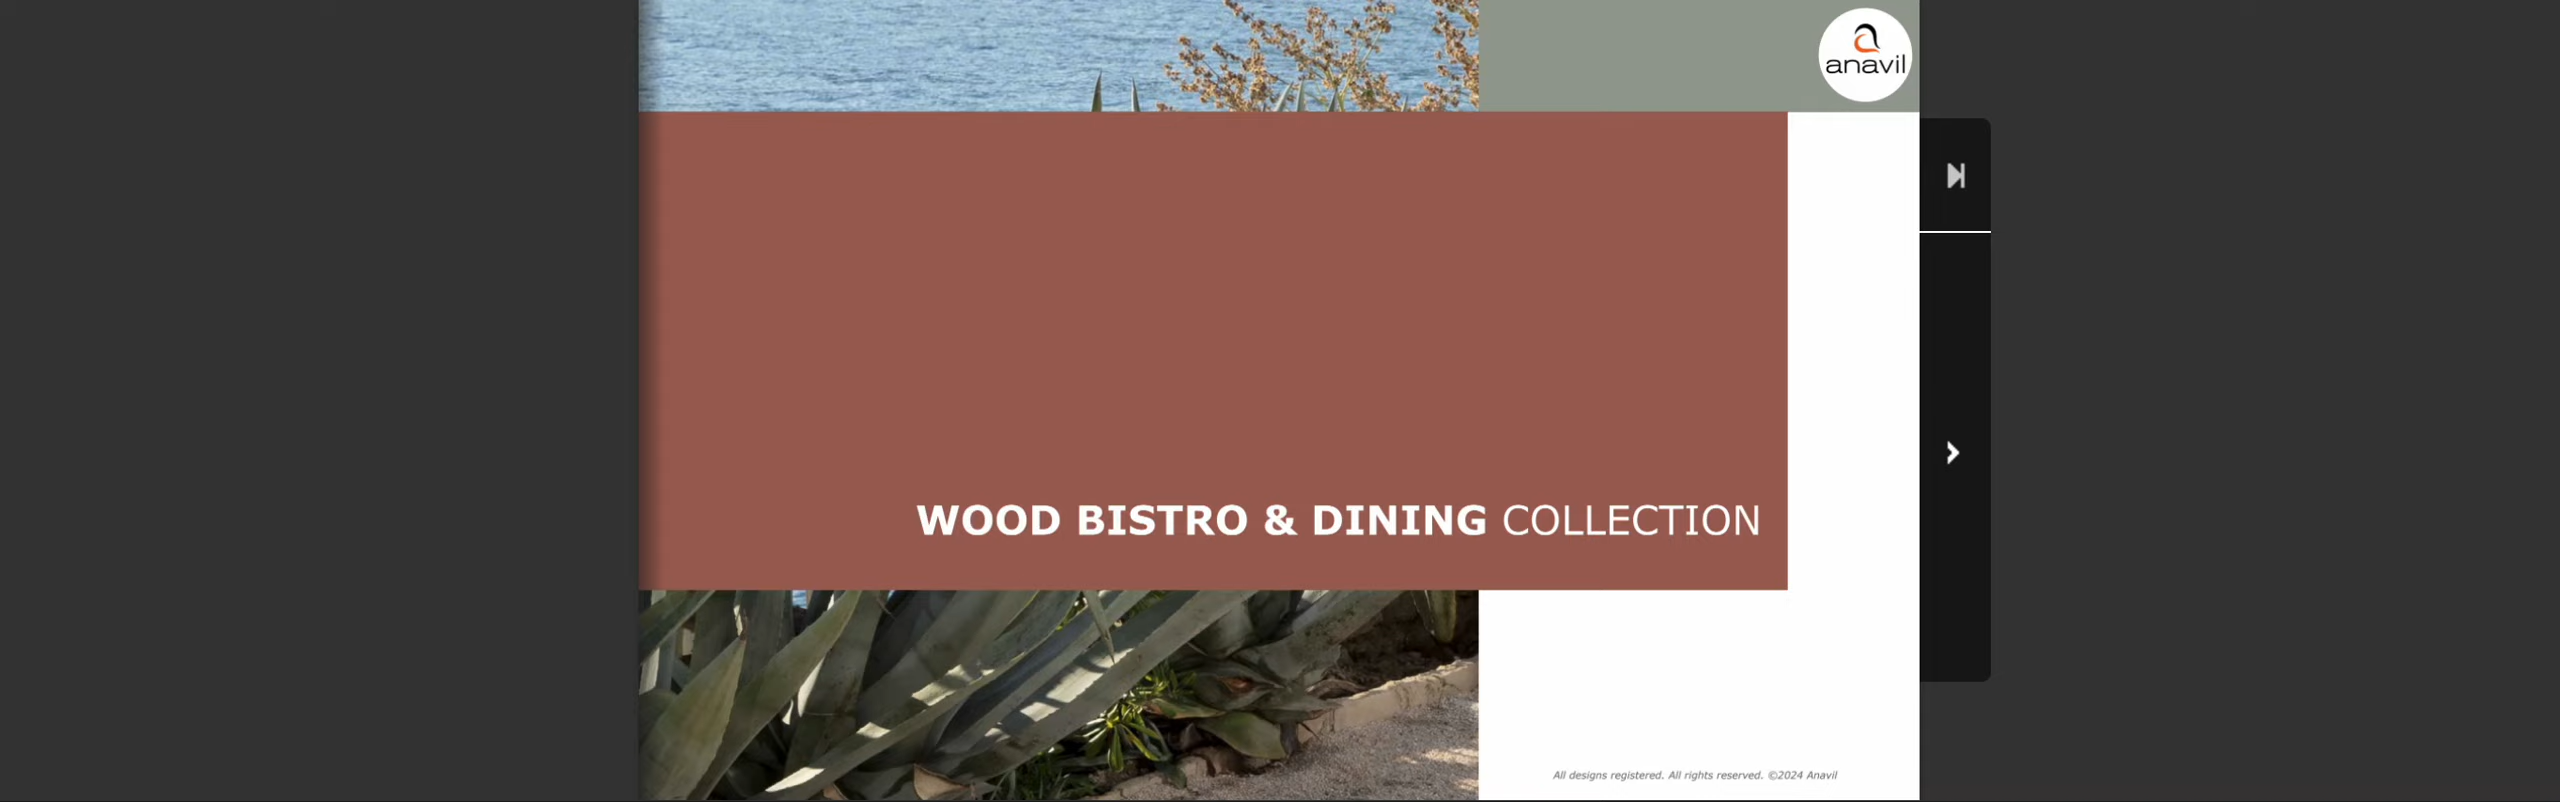 anavil
WOOD BISTRO & DINING COLLECTION
All designs registered. All rights reserved. ©2024 Anavil